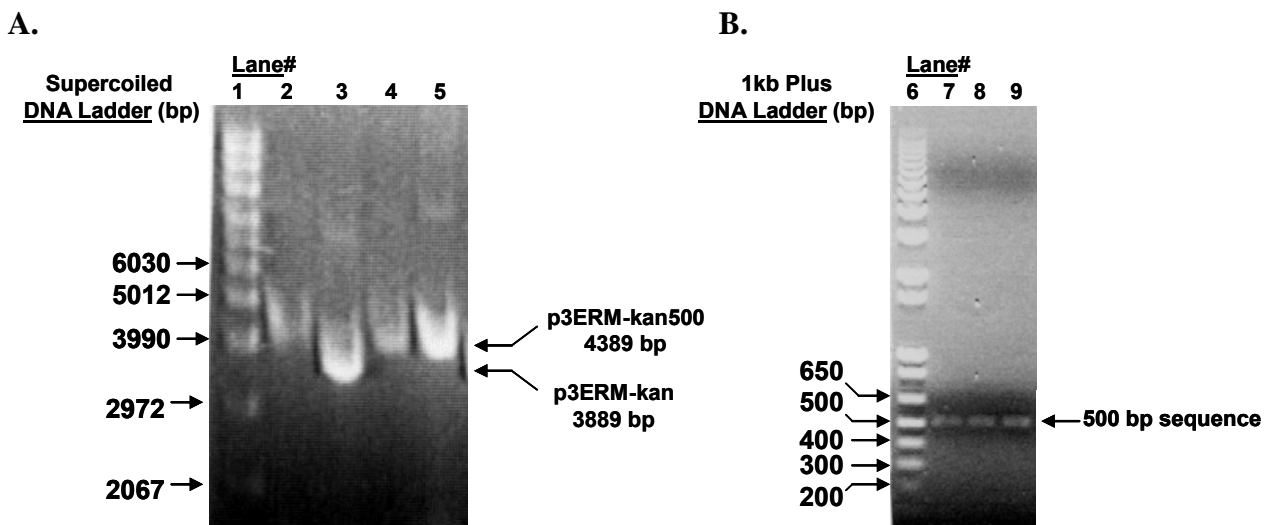 A.
Supercoiled
DNA Ladder (bp)
Lane#
1 2 3 4 5
6030
5012
3990
2972
2067
p3ERM-kan500
4389 bp
p3ERM-kan
3889 bp
B.
1kb Plus
DNA Ladder (bp)
Lane#
6 7 8 9
650
500
400
300
200
500 bp sequence